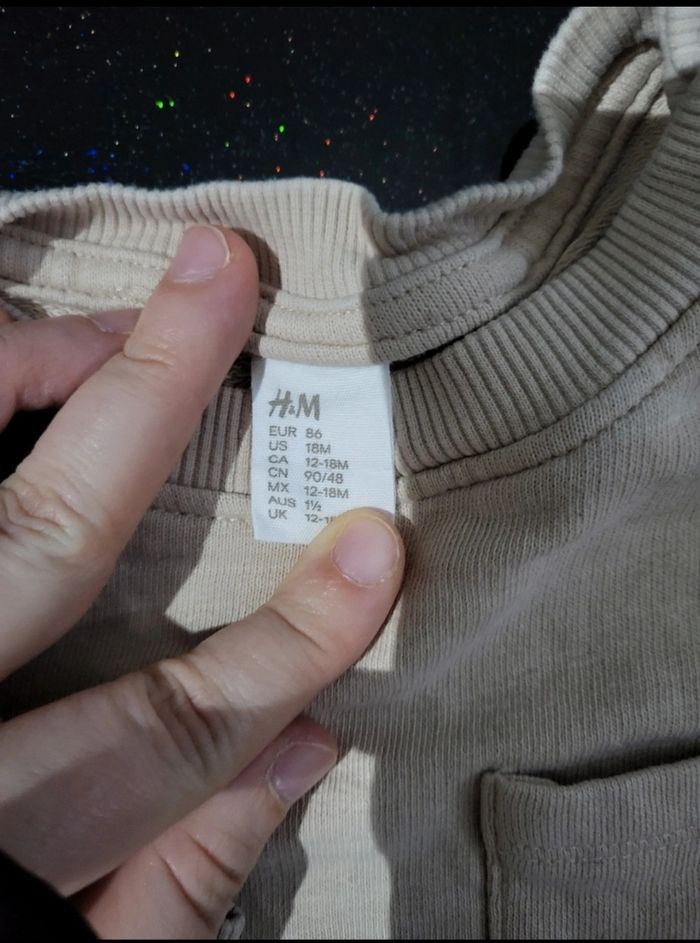 H&M
EUR 86
US 18M
CA 12-18M
CN 90/48
MX 12-18M
AUS 1½
UK